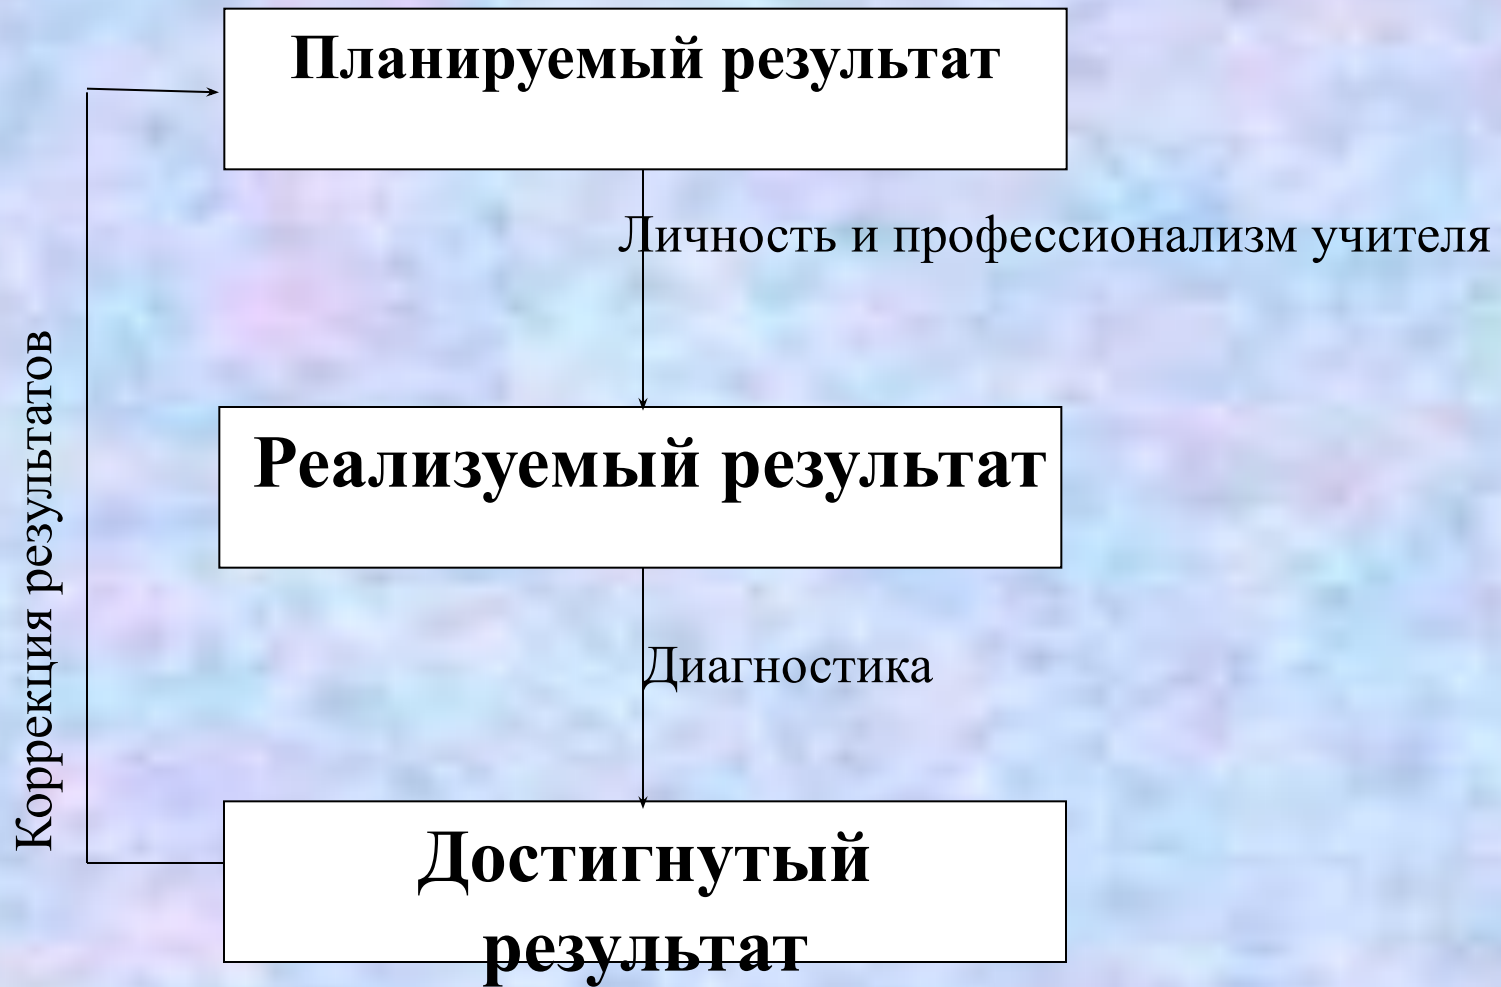 Планируемый результат
Личность и профессионализм учителя
Коррекция результатов
Реализуемый результат
Диагностика
Достигнутый
результат